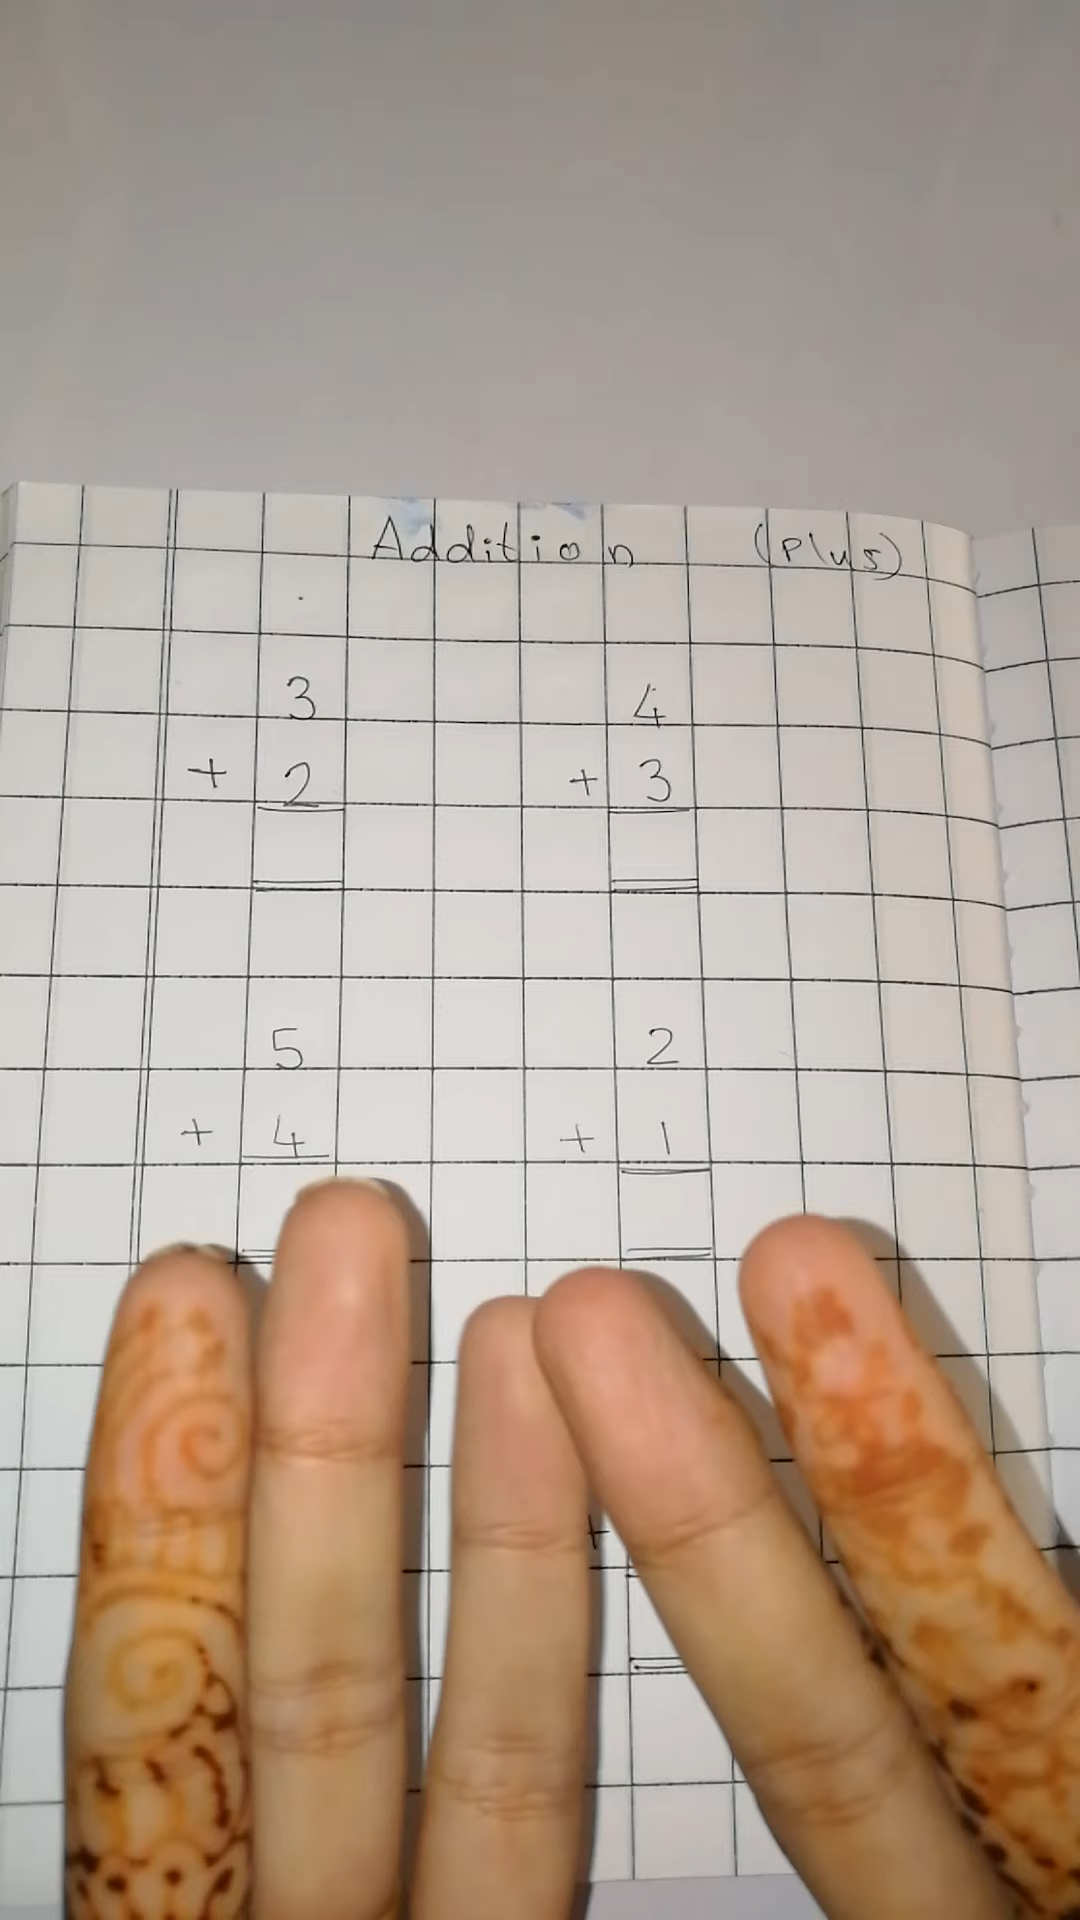 Addition (plus)
3 4
+ 2 + 3
5 2
+ 4 + 1
+